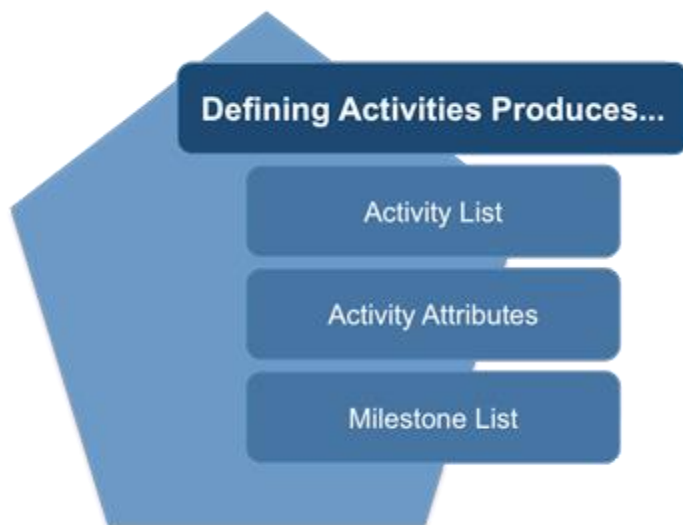 Defining Activities Produces...
Activity List
Activity Attributes
Milestone List